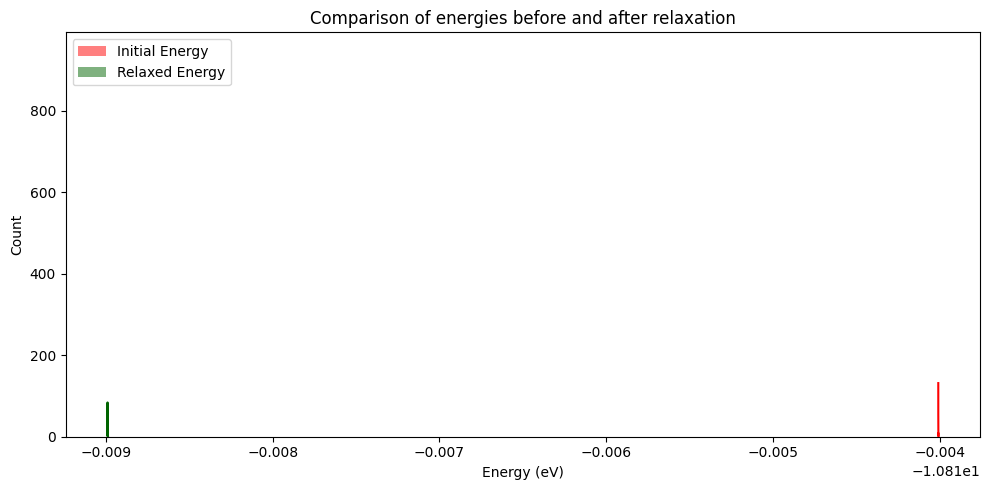 Comparison of energies before and after relaxation
Initial Energy
Relaxed Energy
800
600
400
200
0
Count
−0.009 −0.008 −0.007 −0.006 −0.005 −0.004
Energy (eV)
−1.081e1